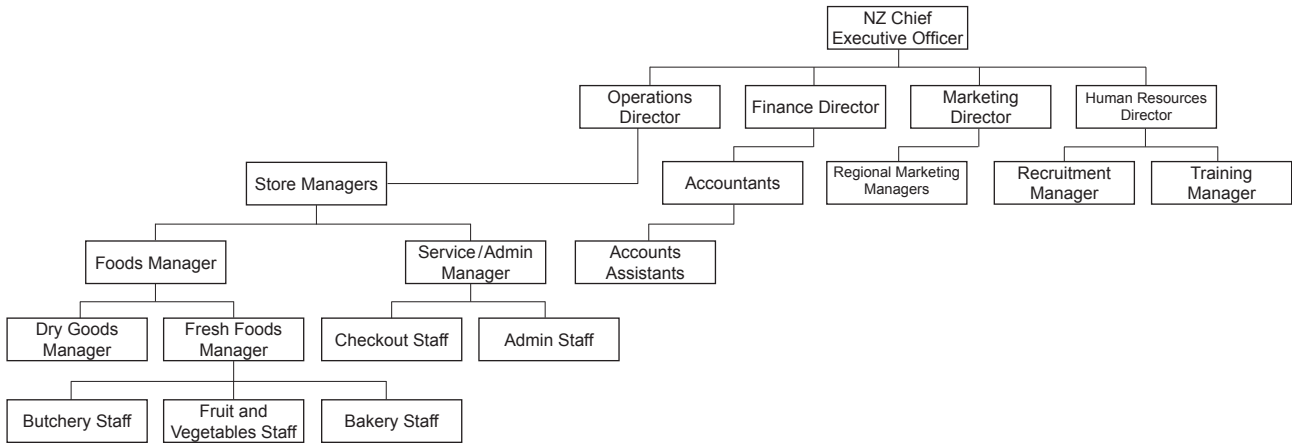 NZ Chief
Executive Officer
Operations
Director
Finance Director
Marketing
Director
Human Resources
Director
Store Managers
Accountants
Regional Marketing
Managers
Recruitment
Manager
Training
Manager
Foods Manager
Service/Admin
Manager
Accounts
Assistants
Dry Goods
Manager
Fresh Foods
Manager
Checkout Staff
Admin Staff
Butchery Staff
Fruit and
Vegetables Staff
Bakery Staff